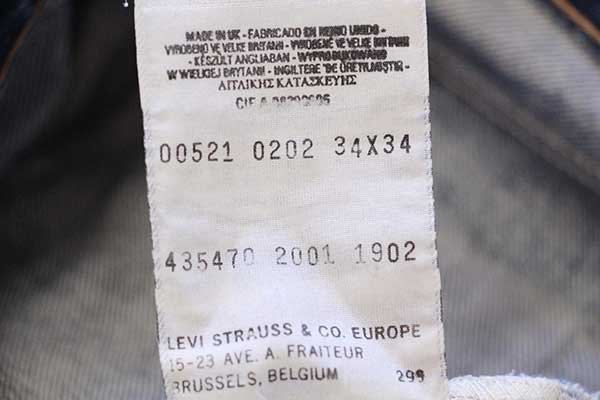 MADE IN UK - FABRICADO EN REINO UNIDO -
VYROBENO VE VELKE BRITANII - VYROBENÉ VE VELKE BRITANII
- KÉSZÜLT ANGLIABAN - WYPRODUKOWANO
W WIELKIEJ BRYTANII - INGILTERE 'DE ÜRETILMIŞTIR -
ΑΓΓΛΙΚΗΣ ΚΑΤΑΣΚΕΥΗΣ
CIF A
00521 0202 34X34
435470 2001 1902
LEVI STRAUSS & CO. EUROPE
15-23 AVE. A. FRAITEUR
BRUSSELS, BELGIUM 299